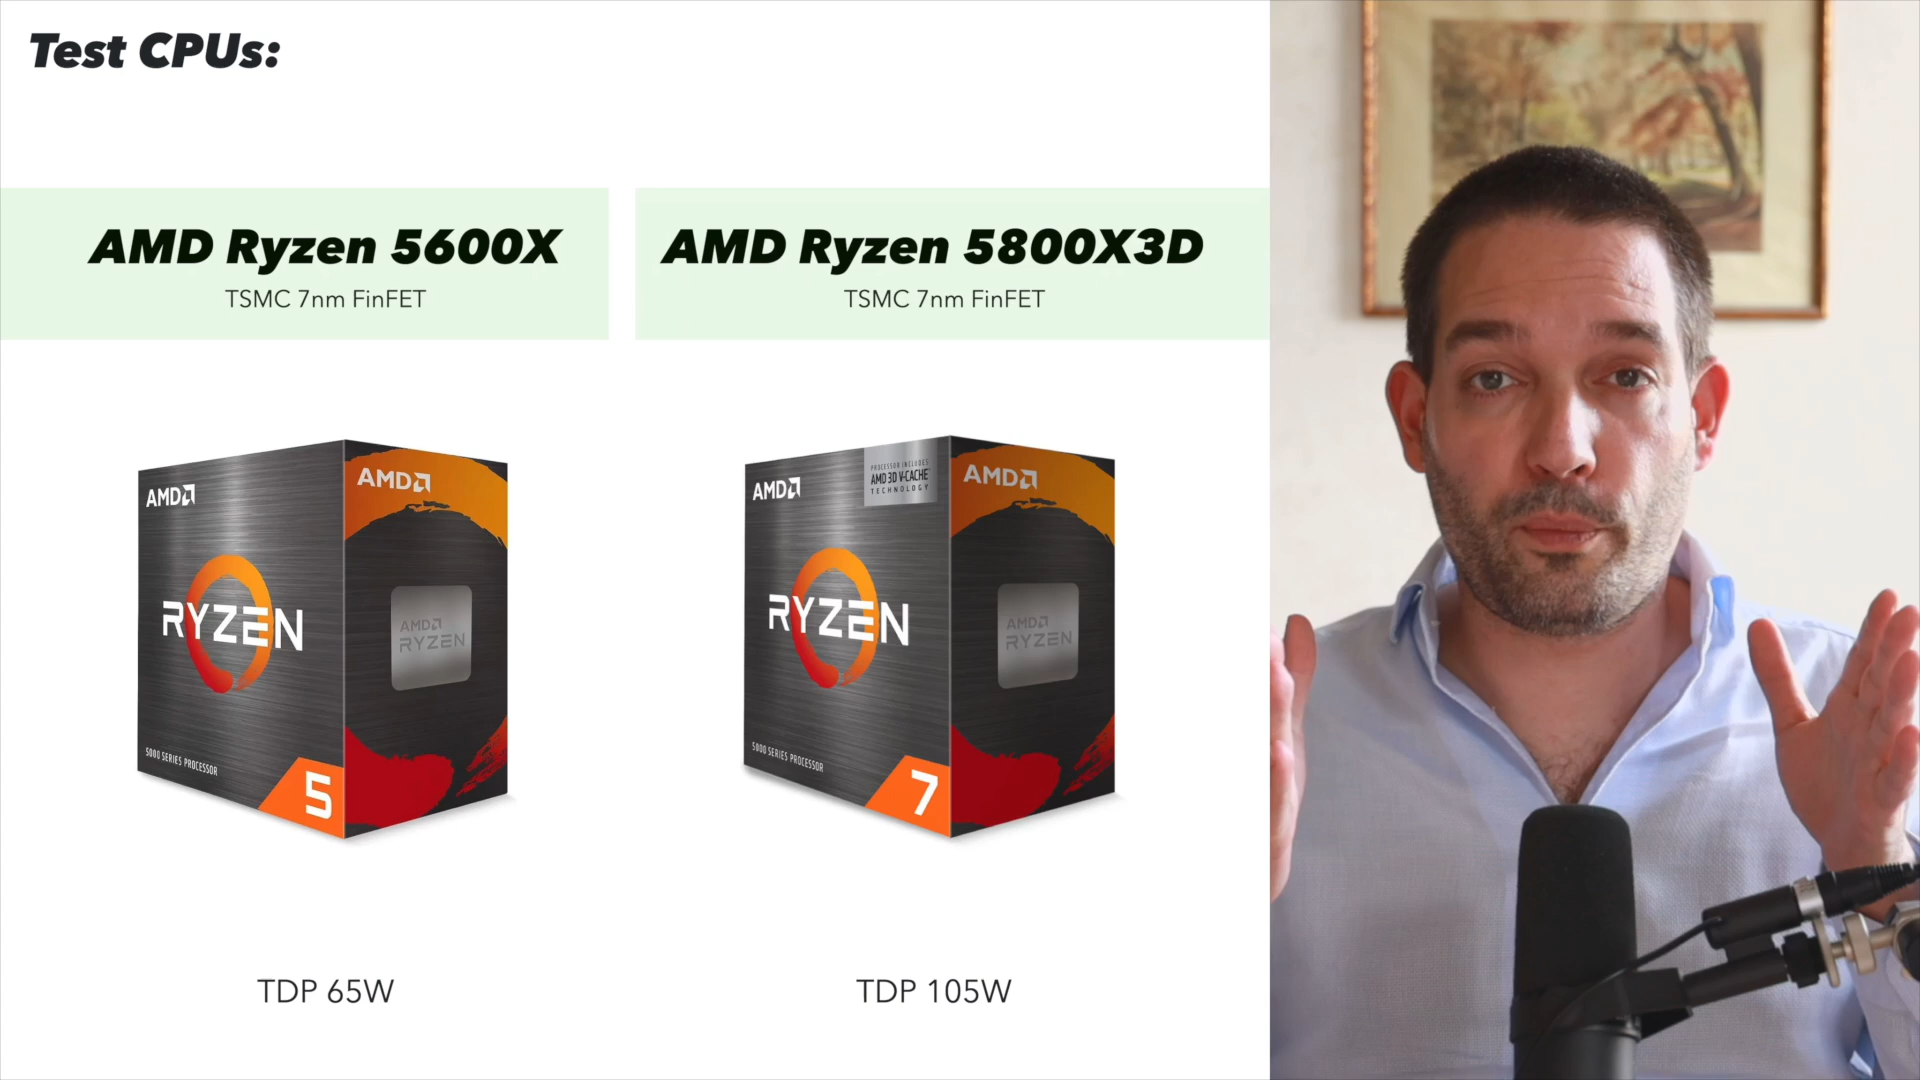 Test CPUs:
AMD Ryzen 5600X
TSMC 7nm FinFET
AMD Ryzen 5800X3D
TSMC 7nm FinFET
AMD
AMD
RYZEN
AMD
RYZEN
5000 SERIES PROCESSOR
5
AMD
PROCESSOR INCLUDES
AMD 3D V-CACHE
TECHNOLOGY
AMD
RYZEN
AMD
RYZEN
5000 SERIES PROCESSOR
7
TDP 65W
TDP 105W